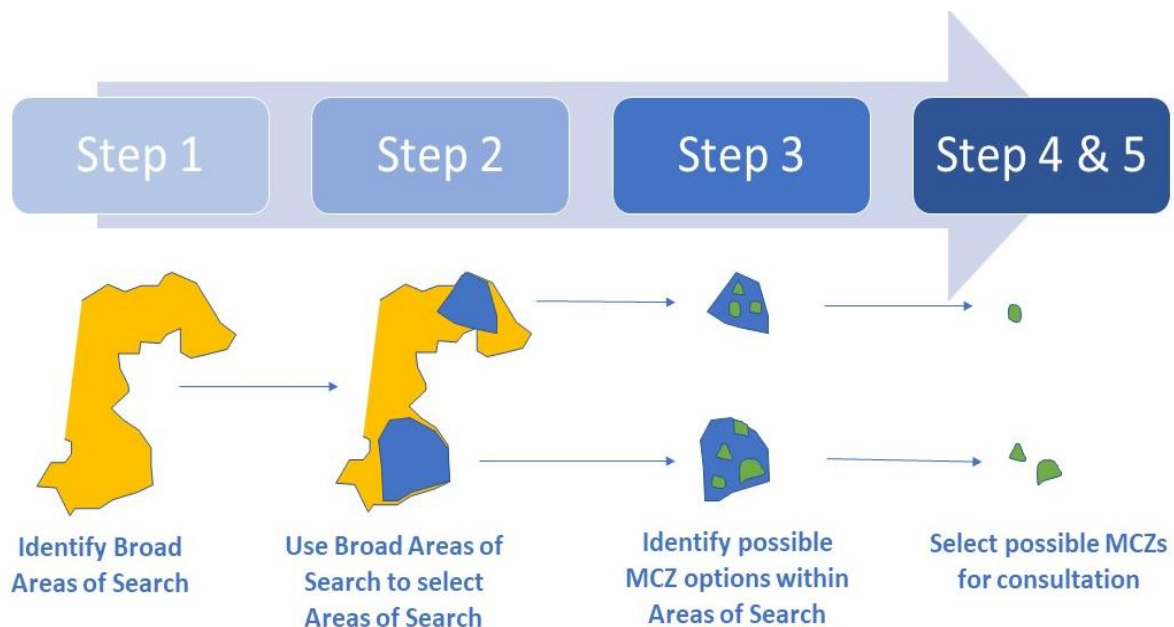 Step 1
Step 2
Step 3
Step 4 & 5
Identify Broad
Areas of Search
Use Broad Areas of
Search to select
Areas of Search
Identify possible
MCZ options within
Areas of Search
Select possible MCZs
for consultation